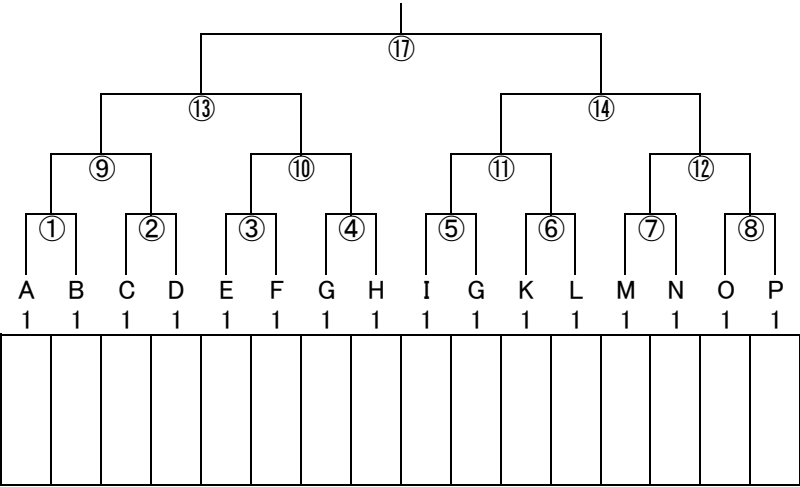 ⑰
⑬ ⑭
⑨ ⑩ ⑪ ⑫
① ② ③ ④ ⑤ ⑥ ⑦ ⑧
A B C D E F G H I G K L M N O P
1 1 1 1 1 1 1 1 1 1 1 1 1 1 1 1